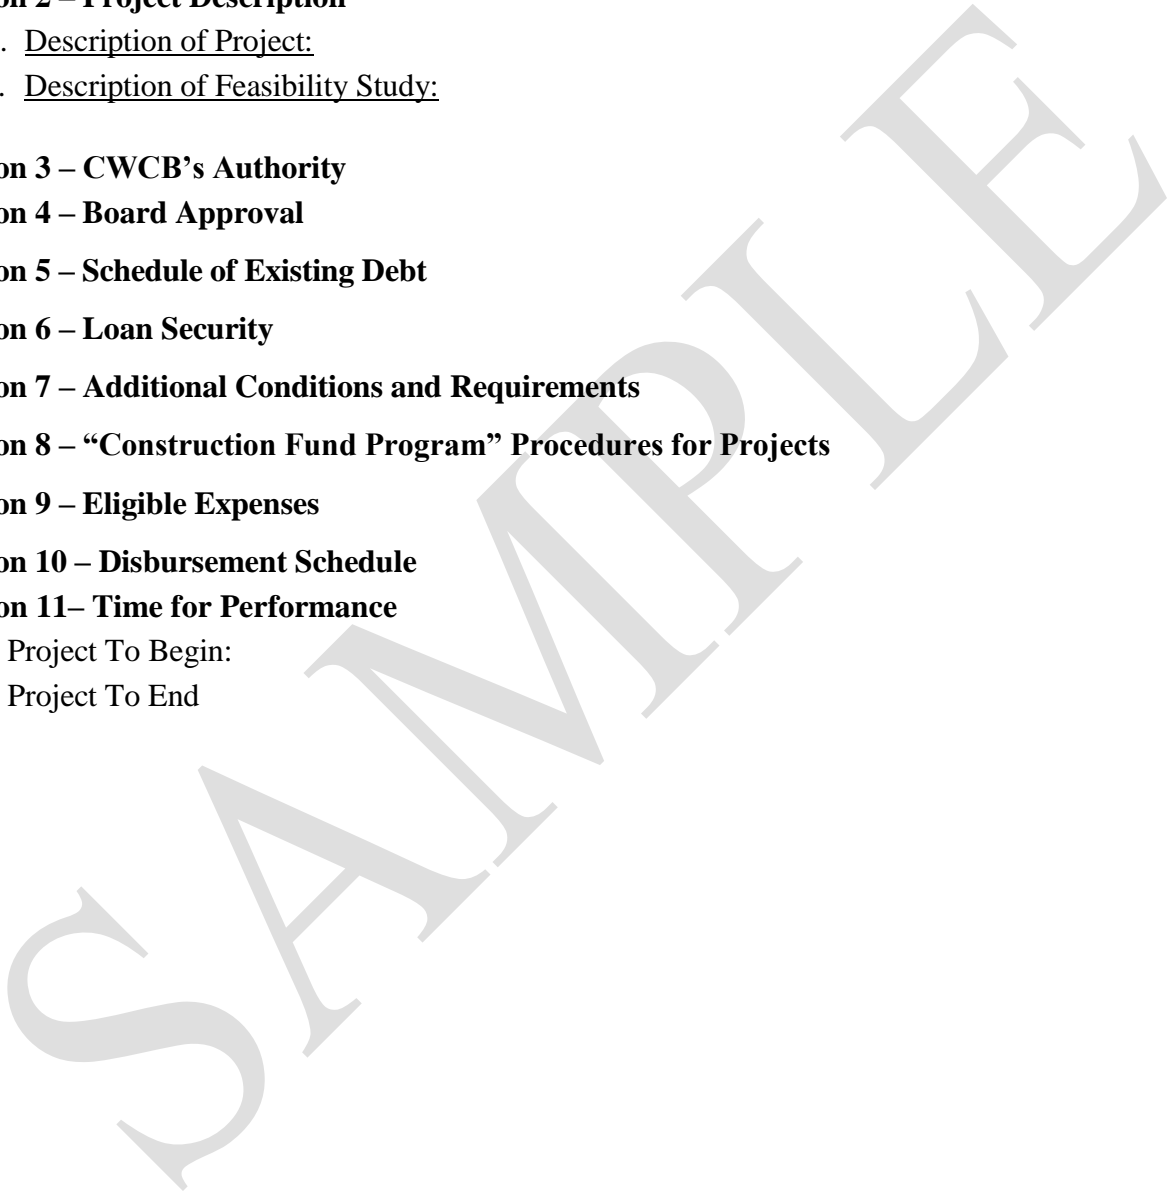 on 2 – Project Description
. Description of Project:
. Description of Feasibility Study:
on 3 – CWCB’s Authority
on 4 – Board Approval
on 5 – Schedule of Existing Debt
on 6 – Loan Security
on 7 – Additional Conditions and Requirements
on 8 – “Construction Fund Program” Procedures for Projects
on 9 – Eligible Expenses
on 10 – Disbursement Schedule
on 11– Time for Performance
Project To Begin:
Project To End
SAMPLE